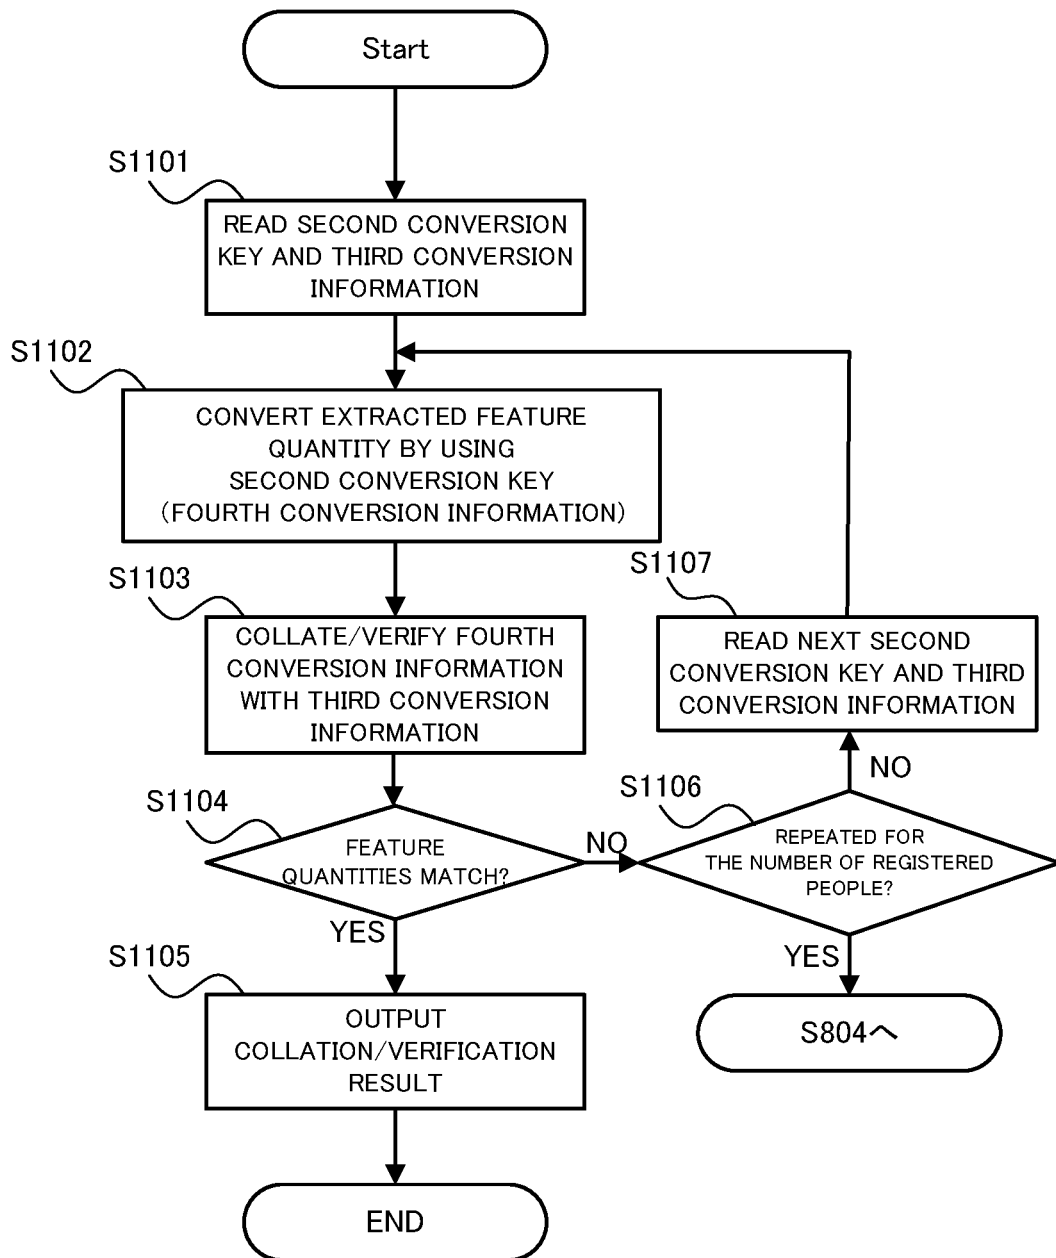 Start
S1101
READ SECOND CONVERSION
KEY AND THIRD CONVERSION
INFORMATION
S1102
CONVERT EXTRACTED FEATURE
QUANTITY BY USING
SECOND CONVERSION KEY
(FOURTH CONVERSION INFORMATION)
S1103
COLLATE/VERIFY FOURTH
CONVERSION INFORMATION
WITH THIRD CONVERSION
INFORMATION
S1107
READ NEXT SECOND
CONVERSION KEY AND THIRD
CONVERSION INFORMATION
NO
S1104
FEATURE
QUANTITIES MATCH?
NO
S1106
REPEATED FOR
THE NUMBER OF REGISTERED
PEOPLE?
YES
YES
S1105
OUTPUT
COLLATION/VERIFICATION
RESULT
S804へ
END